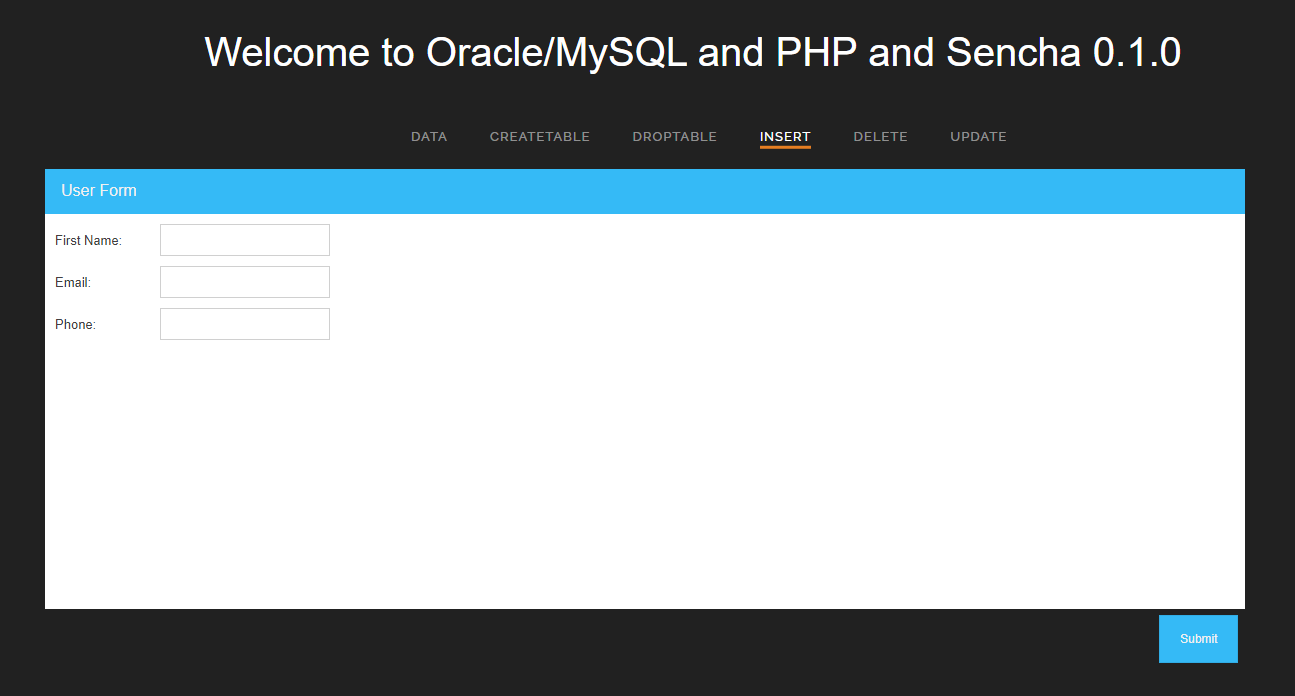 Welcome to Oracle/MySQL and PHP and Sencha 0.1.0
DATA CREATETABLE DROPTABLE INSERT DELETE UPDATE
User Form
First Name:
Email:
Phone:
Submit